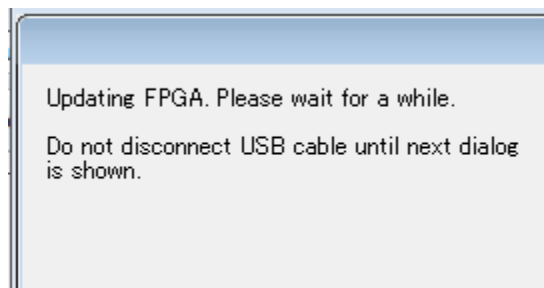 Updating FPGA. Please wait for a while.
Do not disconnect USB cable until next dialog
is shown.